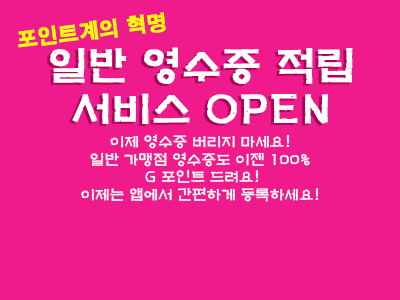 포인트계의 혁명
일반 영수증 적립
서비스 OPEN
이제 영수증 버리지 마세요!
일반 가맹점 영수증도 이젠 100%
G 포인트 드려요!
이제는 앱에서 간편하게 등록하세요!